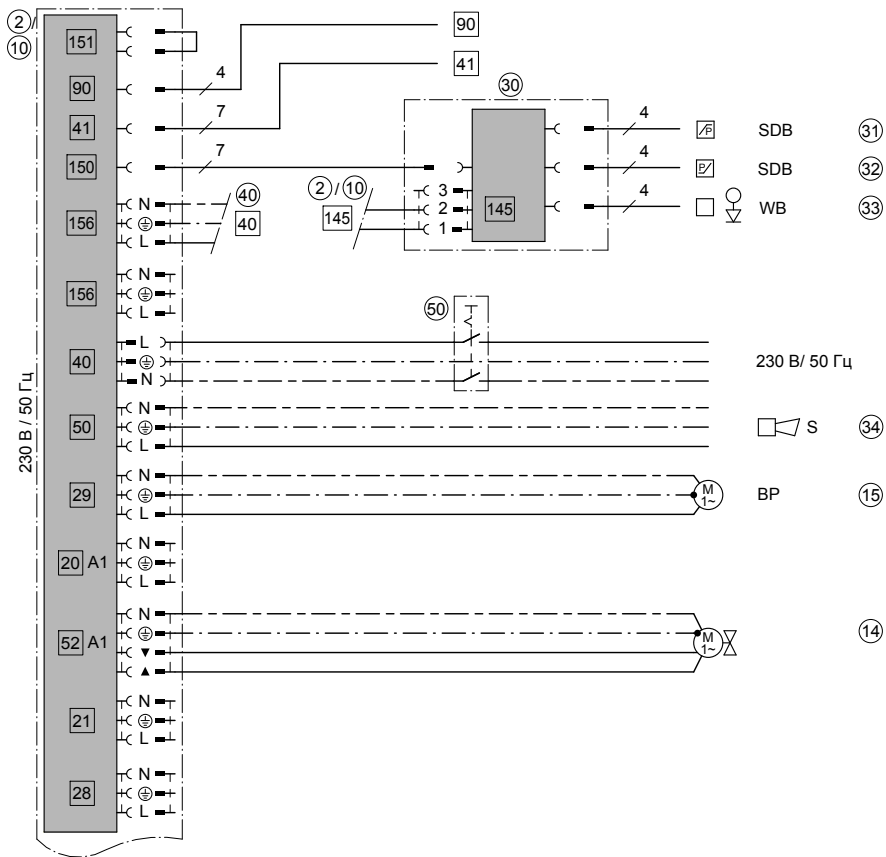 2 /
10
151
90
90
4
41
41
7
30
150
7
4
P SDB 31
4
P SDB 32
4
WB 33
2 / 10
145
3
2
1
145
156
N
L
40
40
156
N
L
50
40
L
N
230 В/ 50 Гц
230 В / 50 Гц
50
N
L
S 34
29
N
L
M
1~
BP 15
20 A1
N
L
52 A1
N
M
1~
14
21
N
L
28
N
L